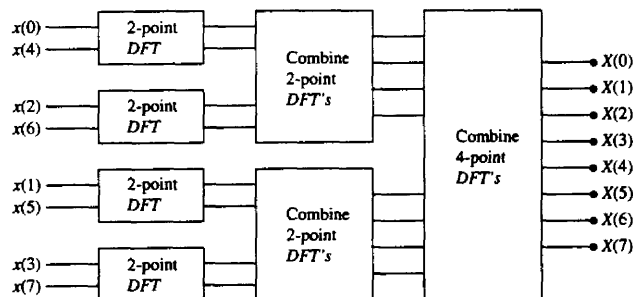 x(0)
x(4)
2-point
DFT
x(2)
x(6)
2-point
DFT
x(1)
x(5)
2-point
DFT
x(3)
x(7)
2-point
DFT
Combine
2-point
DFT's
Combine
2-point
DFT's
Combine
4-point
DFT's
X(0)
X(1)
X(2)
X(3)
X(4)
X(5)
X(6)
X(7)